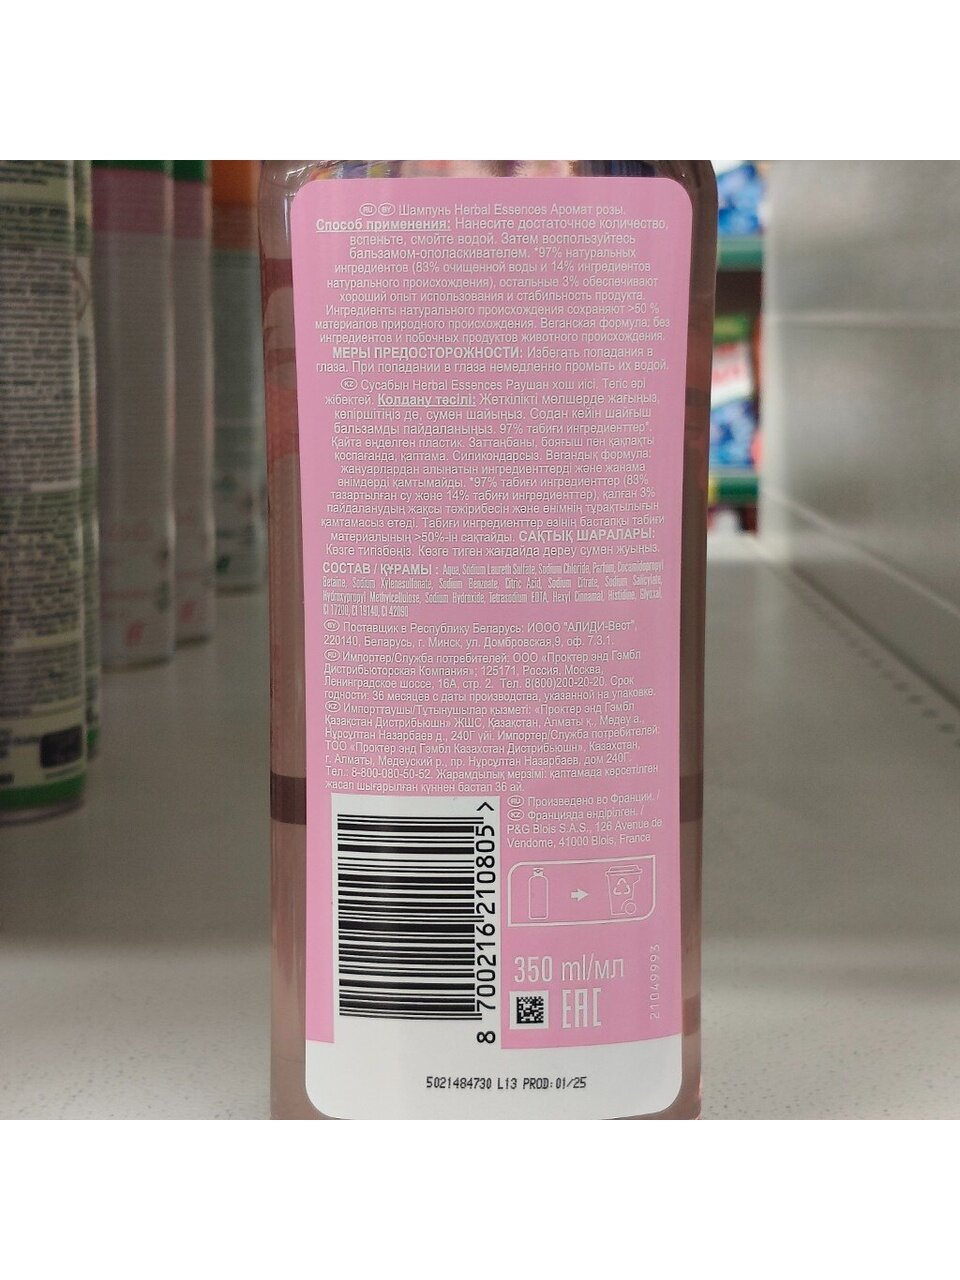 RU BY Шампунь Herbal Essences Аромат розы.
Способ применения: Нанесите достаточное количество,
вспеньте, смойте водой. Затем воспользуйтесь
бальзамом-ополаскивателем. *97% натуральных
ингредиентов (83% очищенной воды и 14% ингредиентов
натурального происхождения), остальные 3% обеспечивают
хороший опыт использования и стабильность продукта.
Ингредиенты натурального происхождения сохраняют >50 %
материалов природного происхождения. Веганская формула: без
ингредиентов и побочных продуктов животного происхождения.
МЕРЫ ПРЕДОСТОРОЖНОСТИ: Избегать попадания в
глаза. При попадании в глаза немедленно промыть их водой.
KZ Сусабын Herbal Essences Раушан хош иісі. Тегіс әрі
жібектей. Қолдану тәсілі: Жеткілікті мөлшерде жағыңыз,
көпіршітіңіз де, сумен шайыңыз. Содан кейін шайғыш
бальзамды пайдаланыңыз. 97% табиғи ингредиенттер*.
Қайта өңделген пластик. Заттаңбаны, бояғыш пен қақпақты
қоспағанда, қаптама. Силикондарсыз. Вегандық формула:
жануарлардан алынатын ингредиенттерді және жанама
өнімдерді қамтымайды. *97% табиғи ингредиенттер (83%
тазартылған су және 14% табиғи ингредиенттер), қалған 3%
пайдаланудың жақсы тәжірибесін және өнімнің тұрақтылығын
қамтамасыз етеді. Табиғи ингредиенттер өзінің бастапқы табиғи
материалының >50%-ін сақтайды. САҚТЫҚ ШАРАЛАРЫ:
Көзге тигізбеңіз. Көзге тиген жағдайда дереу сумен жуыңыз.
СОСТАВ / ҚҰРАМЫ : Aqua, Sodium Laureth Sulfate, Sodium Chloride, Parfum, Cocamidopropyl
Betaine, Sodium Xylenesulfonate, Sodium Benzoate, Citric Acid, Sodium Citrate, Sodium Salicylate,
Hydroxypropyl Methylcellulose, Sodium Hydroxide, Tetrasodium EDTA, Hexyl Cinnamal, Histidine, Glyoxal,
CI 17200, CI 19140, CI 42090
BY Поставщик в Республику Беларусь: ИООО "АЛИДИ-Вест",
220140, Беларусь, г. Минск, ул. Домбровская,9, оф. 7.3.1.
RU Импортер/Служба потребителей: ООО «Проктер энд Гэмбл
Дистрибьюторская Компания»; 125171, Россия, Москва,
Ленинградское шоссе, 16А, стр. 2. Тел. 8(800)200-20-20. Срок
годности: 36 месяцев с даты производства, указанной на упаковке.
KZ Импорттаушы/Тұтынушылар қызметі: «Проктер энд Гэмбл
Қазақстан Дистрибьюшн» ЖШС, Қазақстан, Алматы қ., Медеу а.,
Нұрсұлтан Назарбаев д., 240Г үйі. Импортер/Служба потребителей:
ТОО «Проктер энд Гэмбл Казахстан Дистрибьюшн», Казахстан,
г. Алматы, Медеуский р., пр. Нұрсұлтан Назарбаев, дом 240Г.
Тел.: 8-800-080-50-52. Жарамдылық мерзімі: қаптамада көрсетілген
жасап шығарылған күннен бастап 36 ай.
RU Произведено во Франции. /
KZ Францияда өндірілген. /
P&G Blois S.A.S., 126 Avenue de
Vendome, 41000 Blois, France
8 700216 210805 >
350 ml/мл
EAC
21049993
5021484730 L13 PROD:01/25